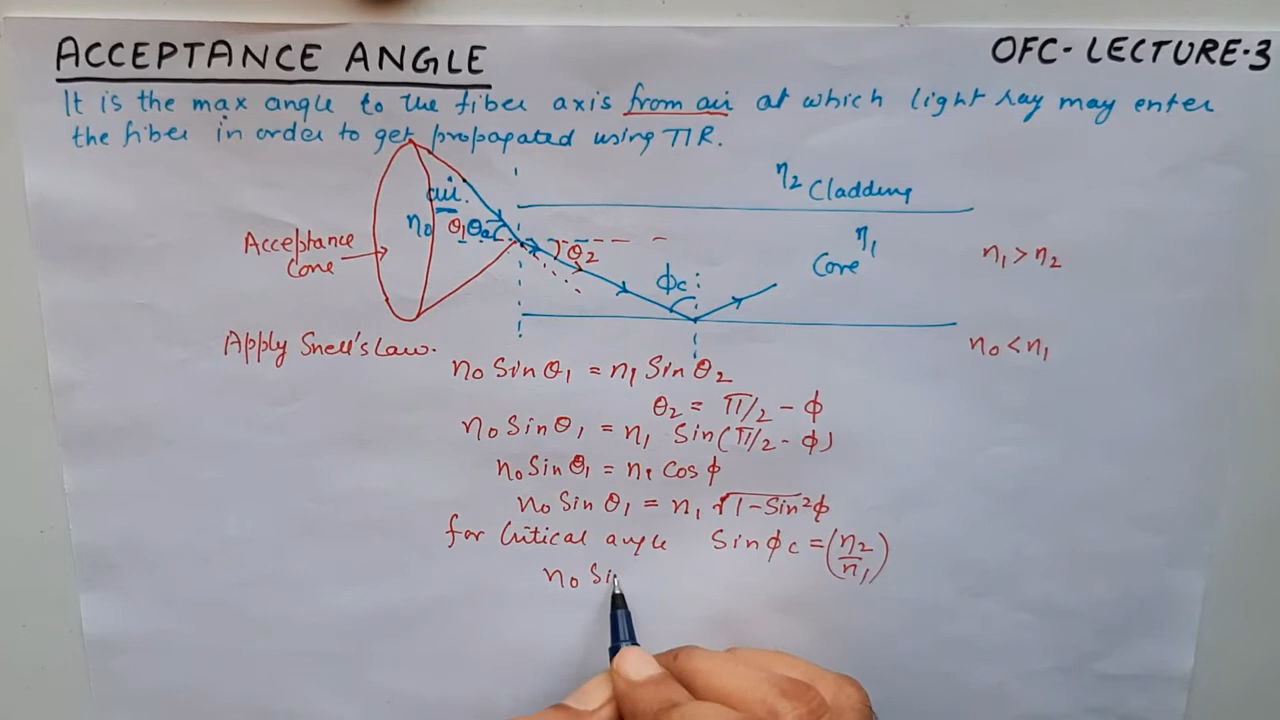 ACCEPTANCE ANGLE
OFC- LECTURE-3
It is the max angle to the fiber axis from air at which light ray may enter
the fiber in order to get propagated using TIR.
η2 Cladding
air.
η0 θ1 θa
θ2
Acceptance
Cone
η1
Core
ϕc
n1 > n2
n0 < n1
Apply Snell's Law.
n0 Sin θ1 = n1 Sin θ2
θ2 = π/2 - ϕ
n0 Sin θ1 = n1 Sin(π/2 - ϕ)
n0 Sin θ1 = n1 Cos ϕ
n0 Sin θ1 = n1 √1-Sin²ϕ
for Critical angle Sin ϕc = (n2/n1)
n0 Si